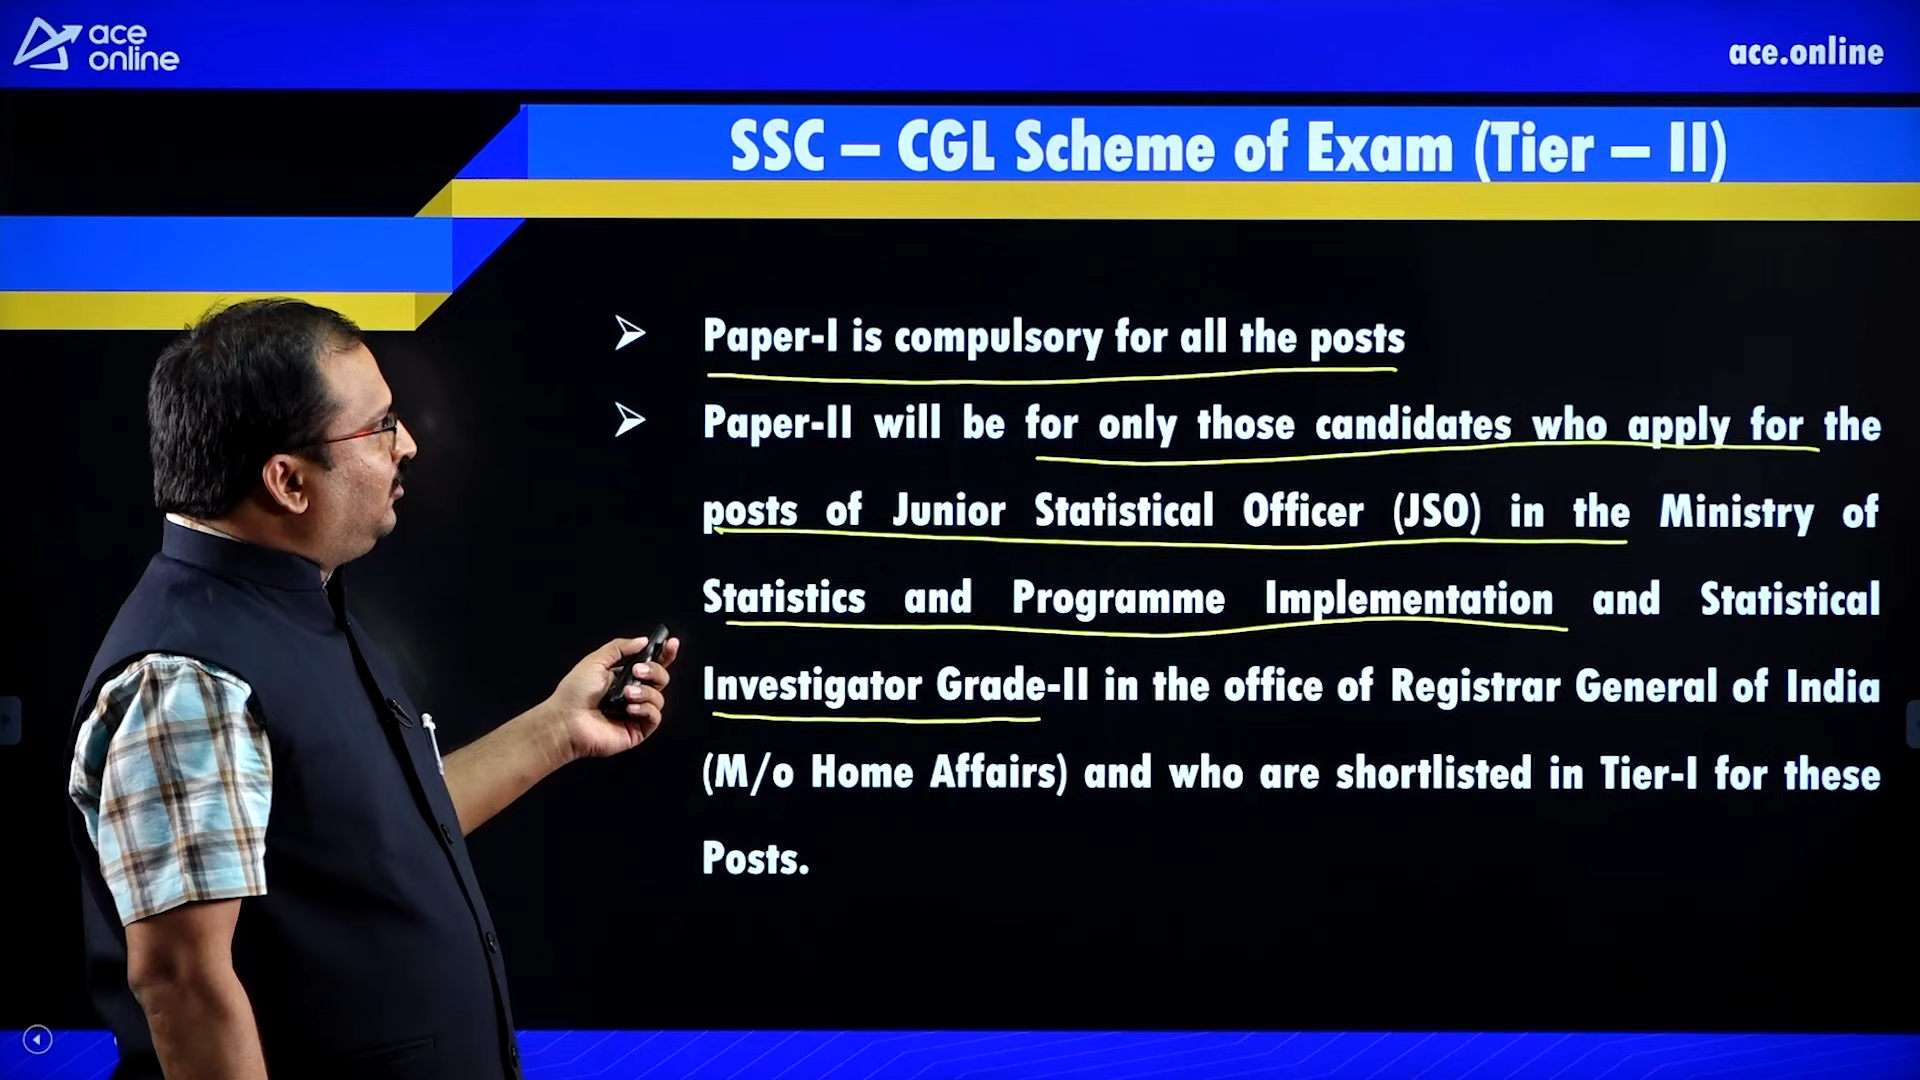 ace
online
ace.online
SSC – CGL Scheme of Exam (Tier – II)
Paper-I is compulsory for all the posts
Paper-II will be for only those candidates who apply for the
posts of Junior Statistical Officer (JSO) in the Ministry of
Statistics and Programme Implementation and Statistical
Investigator Grade-II in the office of Registrar General of India
(M/o Home Affairs) and who are shortlisted in Tier-I for these
Posts.